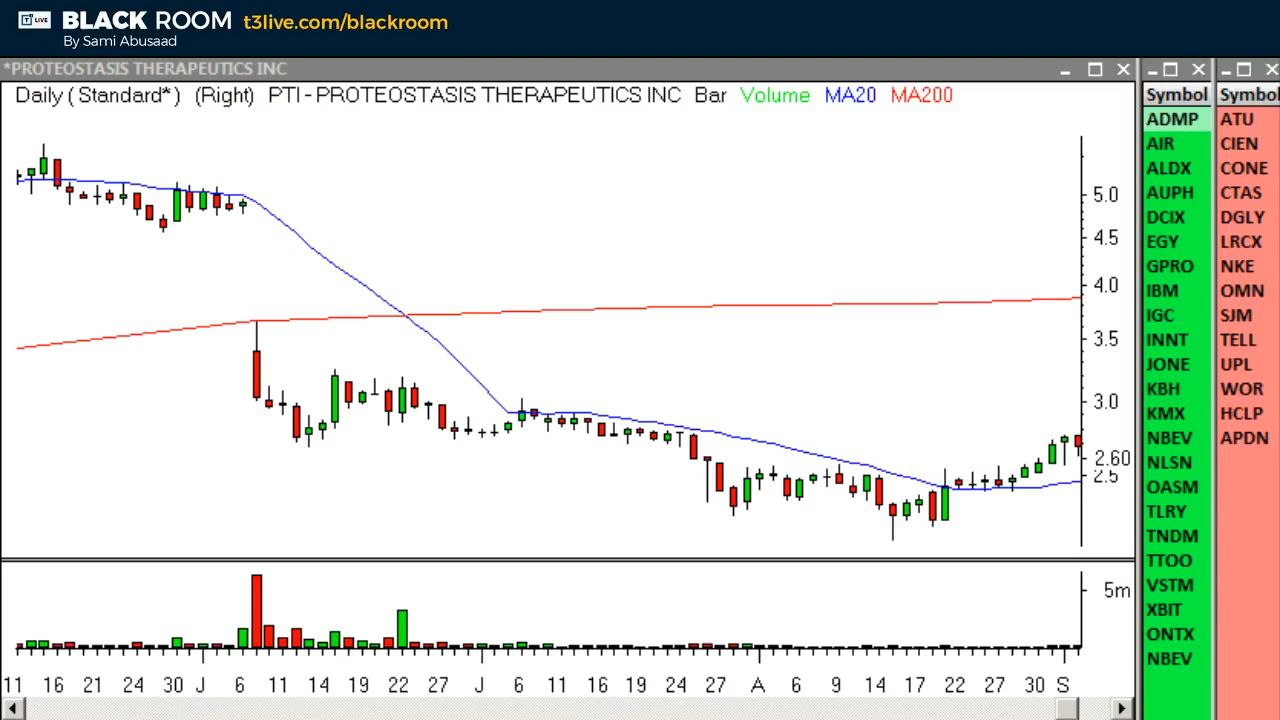 T3 LIVE BLACK ROOM t3live.com/blackroom
By Sami Abusaad
*PROTEOSTASIS THERAPEUTICS INC
Daily (Standard*) (Right) PTI - PROTEOSTASIS THERAPEUTICS INC Bar Volume MA20 MA200
5.0
4.5
4.0
3.5
3.0
2.60
2.5
5m
11 16 21 24 30 J 6 11 14 19 22 27 J 6 11 16 19 24 27 A 6 9 14 17 22 27 30 S
Symbol
ADMP
AIR
ALDX
AUPH
DCIX
EGY
GPRO
IBM
IGC
INNT
JONE
KBH
KMX
NBEV
NLSN
OASM
TLRY
TNDM
TTOO
VSTM
XBIT
ONTX
NBEV
Symbol
ATU
CIEN
CONE
CTAS
DGLY
LRCX
NKE
OMN
SJM
TELL
UPL
WOR
HCLP
APDN